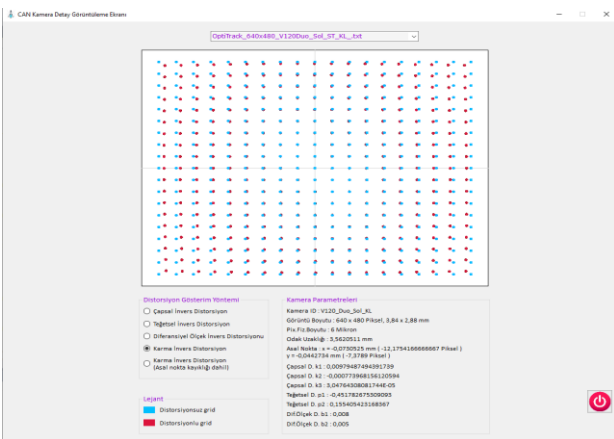 CAN Kamera Detay Görüntüleme Ekranı
OptiTrack_640x480_V120Duo_Sol_ST_KL_.txt
Distorsiyon Gösterim Yöntemi
Çapsal İnvers Distorsiyon
Teğetsel İnvers Distorsiyon
Diferansiyel Ölçek İnvers Distorsiyonu
Karma İnvers Distorsiyon
Karma İnvers Distorsiyon
(Asal nokta kayıklığı dahil)
Lejant
Distorsiyonsuz grid
Distorsiyonlu grid
Kamera Parametreleri
Kamera ID : V120_Duo_Sol_KL
Görüntü Boyutu : 640 x 480 Piksel, 3,84 x 2,88 mm
Pix.Fiz.Boyutu : 6 Mikron
Odak Uzaklığı : 3,5620511 mm
Asal Nokta : x = -0,0730525 mm ( -12,1754166666667 Piksel )
y = -0,0442734 mm ( -7,3789 Piksel )
Çapsal D. k1 : 0,00979487494391739
Çapsal D. k2 : -0,000773968156120594
Çapsal D. k3 : 3,04764308081744E-05
Teğetsel D. p1 : -0,451782675309093
Teğetsel D. p2 : 0,155405423168367
Dif.Ölçek D. b1 : 0,008
Dif.Ölçek D. b2 : 0,005